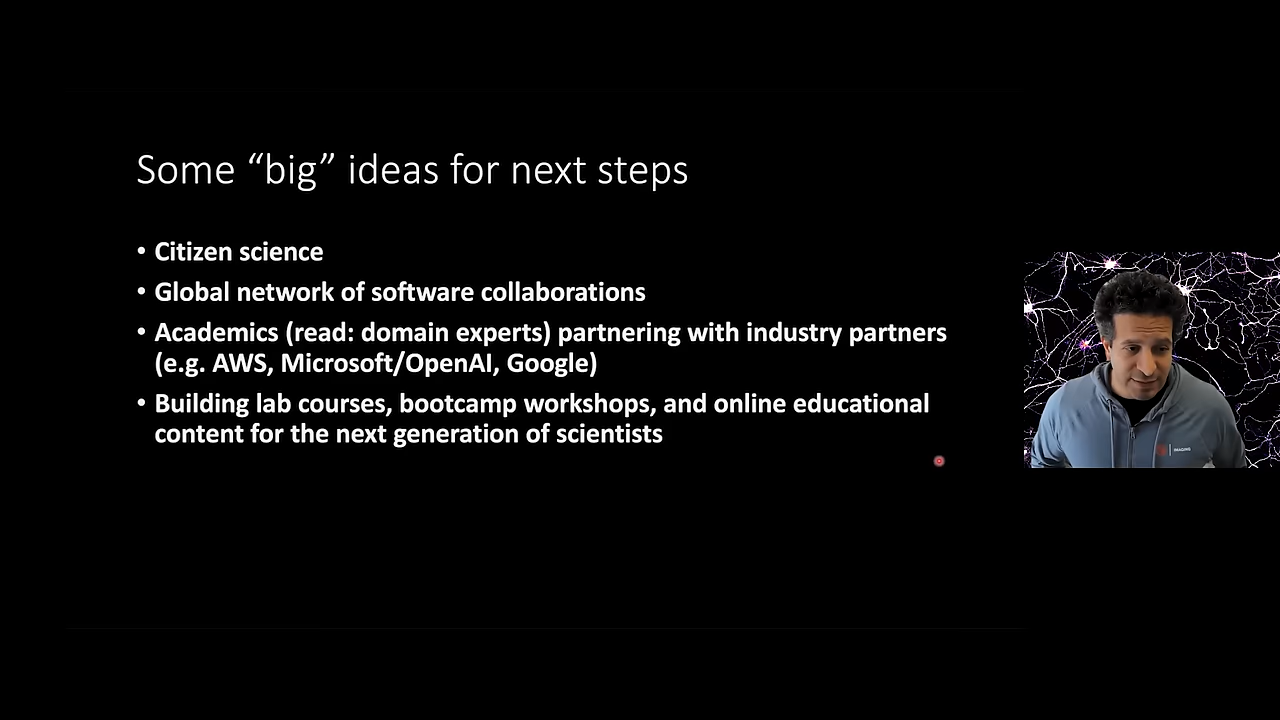 Some “big” ideas for next steps
• Citizen science
• Global network of software collaborations
• Academics (read: domain experts) partnering with industry partners
(e.g. AWS, Microsoft/OpenAI, Google)
• Building lab courses, bootcamp workshops, and online educational
content for the next generation of scientists
IMAGING